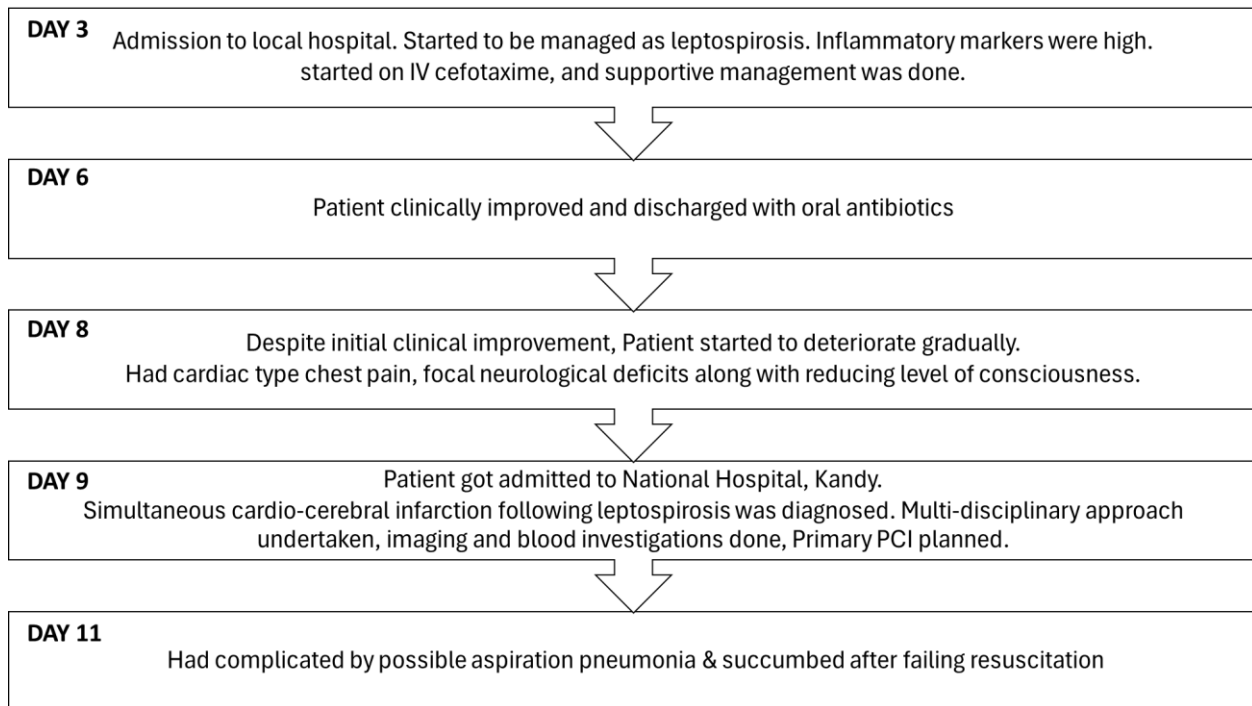 DAY 3
Admission to local hospital. Started to be managed as leptospirosis. Inflammatory markers were high.
started on IV cefotaxime, and supportive management was done.
DAY 6
Patient clinically improved and discharged with oral antibiotics
DAY 8
Despite initial clinical improvement, Patient started to deteriorate gradually.
Had cardiac type chest pain, focal neurological deficits along with reducing level of consciousness.
DAY 9
Patient got admitted to National Hospital, Kandy.
Simultaneous cardio-cerebral infarction following leptospirosis was diagnosed. Multi-disciplinary approach
undertaken, imaging and blood investigations done, Primary PCI planned.
DAY 11
Had complicated by possible aspiration pneumonia & succumbed after failing resuscitation